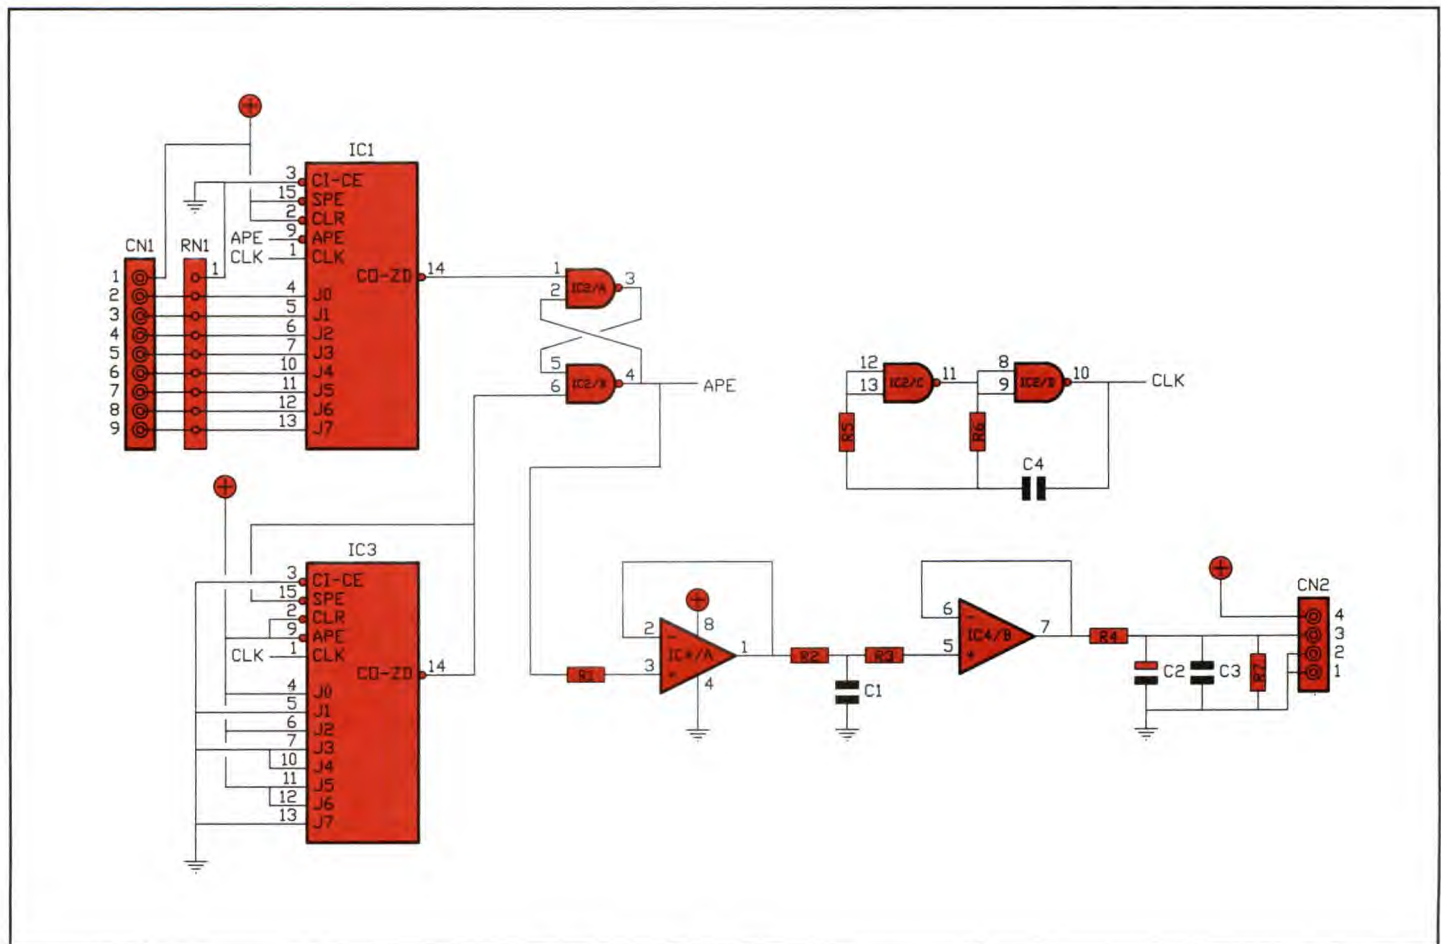 IC1
3 CI-CE
15 SPE
2 CLR
APE 9 APE
CLK 1 CLK
CO-ZD 14
4 J0
5 J1
6 J2
7 J3
10 J4
11 J5
12 J6
13 J7
CN1
1
2
3
4
5
6
7
8
9
RN1
1
1
2
IC2/A
3
5
6
IC2/B
4
APE
12
13
IC2/C
11
8
9
IC2/D
10
CLK
R5
R6
C4
IC3
3 CI-CE
15 SPE
2 CLR
9 APE
CLK 1 CLK
CO-ZD 14
4 J0
5 J1
6 J2
7 J3
10 J4
11 J5
12 J6
13 J7
R1
2
3
-
+
IC4/A
8
4
1
R2
R3
C1
6
5
-
+
IC4/B
7
R4
C2
C3
R7
CN2
4
3
2
1